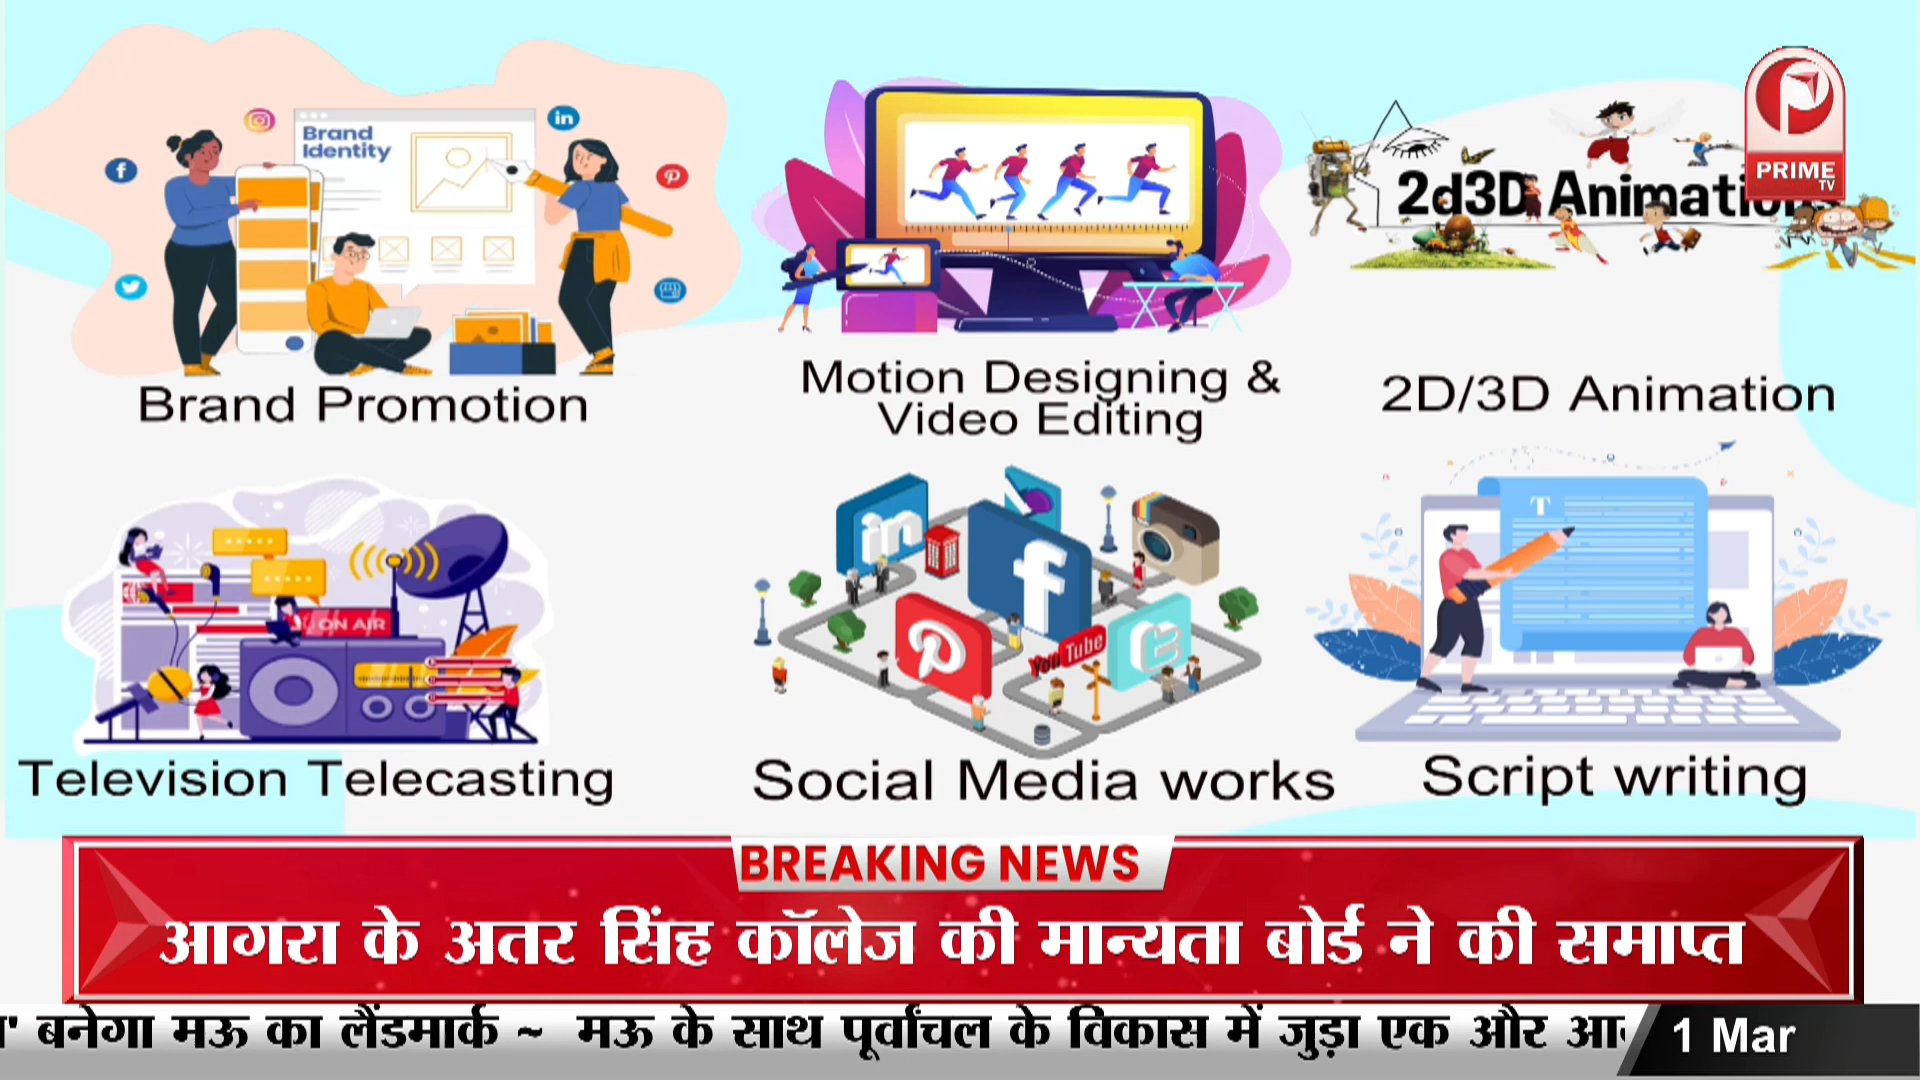 Brand
Identity
2d3D Animati
PRIME
TV
Brand Promotion
Motion Designing &
Video Editing
2D/3D Animation
ON AIR
You Tube
Television Telecasting
Social Media works
Script writing
BREAKING NEWS
आगरा के अतर सिंह कॉलेज की मान्यता बोर्ड ने की समाप्त
बनेगा मऊ का लैंडमार्क ~ मऊ के साथ पूर्वांचल के विकास में जुड़ा एक और
1 Mar